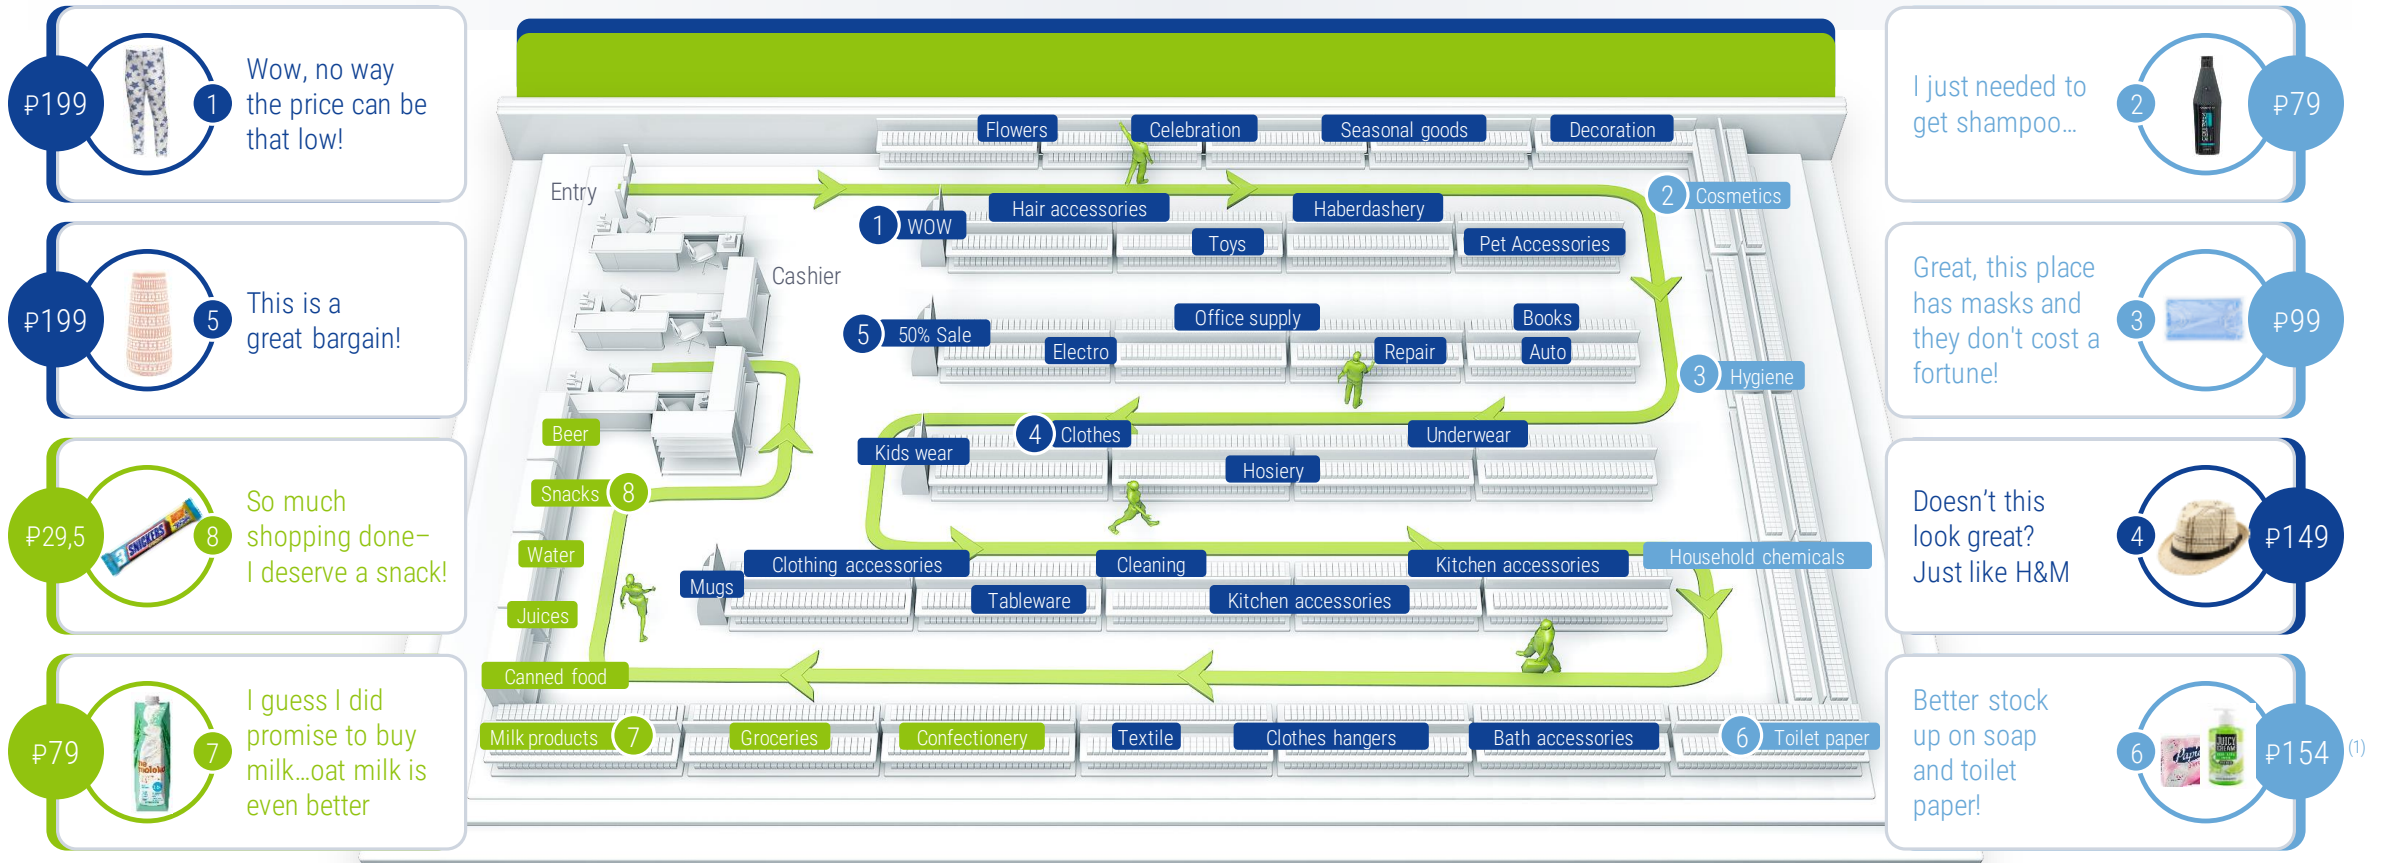 ₽199
1
Wow, no way
the price can be
that low!
₽199
5
This is a
great bargain!
₽29,5
SNICKERS
8
So much
shopping done–
I deserve a snack!
₽79
7
I guess I did
promise to buy
milk...oat milk is
even better
Flowers
Celebration
Seasonal goods
Decoration
Entry
2 Cosmetics
Hair accessories
Haberdashery
1 WOW
Toys
Pet Accessories
Cashier
Office supply
Books
5 50% Sale
Electro
Repair
Auto
3 Hygiene
Beer
4 Clothes
Underwear
Kids wear
Hosiery
Snacks 8
Water
Household chemicals
Clothing accessories
Cleaning
Kitchen accessories
Mugs
Tableware
Kitchen accessories
Juices
Canned food
Milk products 7
Groceries
Confectionery
Textile
Clothes hangers
Bath accessories
6 Toilet paper
I just needed to
get shampoo...
2
₽79
Great, this place
has masks and
they don't cost a
fortune!
3
₽99
Doesn’t this
look great?
Just like H&M
4
₽149
Better stock
up on soap
and toilet
paper!
6
JUICY
CREAM
₽154 (1)